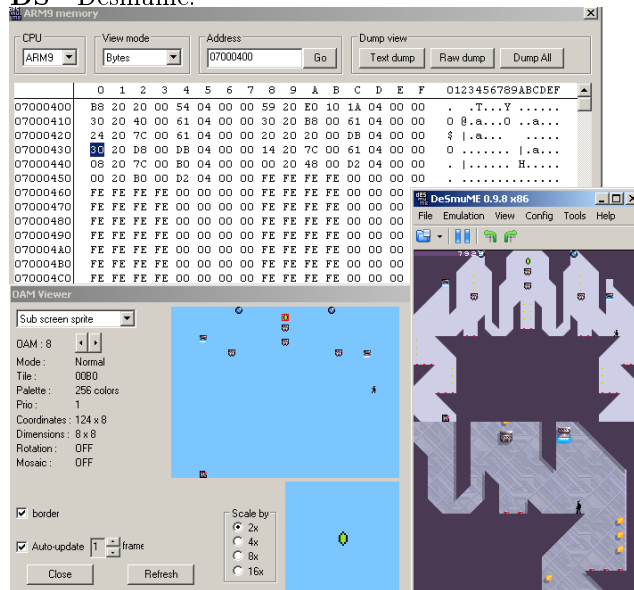 DS - Desmume:
ARM9 memory
CPU
ARM9
View mode
Bytes
Address
07000400
Go
Dump view
Text dump
Raw dump
Dump All
0 1 2 3 4 5 6 7 8 9 A B C D E F 0123456789ABCDEF
07000400 B8 20 20 00 54 04 00 00 59 20 E0 10 1A 04 00 00 . .T...Y ......
07000410 30 20 40 00 61 04 00 00 30 20 B8 00 61 04 00 00 0 @.a...0 ..a...
07000420 24 20 7C 00 61 04 00 00 20 20 20 00 DB 04 00 00 $ |.a... .....
07000430 30 20 D8 00 DB 04 00 00 14 20 7C 00 61 04 00 00 0 ....... |.a...
07000440 08 20 7C 00 B0 04 00 00 00 20 48 00 D2 04 00 00 . |...... H.....
07000450 00 20 B0 00 D2 04 00 00 FE FE FE FE 00 00 00 00
07000460 FE FE FE FE 00 00 00 00 FE FE FE FE 00 00 00 00
07000470 FE FE FE FE 00 00 00 00 FE FE FE FE 00 00 00 00
07000480 FE FE FE FE 00 00 00 00 FE FE FE FE 00 00 00 00
07000490 FE FE FE FE 00 00 00 00 FE FE FE FE 00 00 00 00
070004A0 FE FE FE FE 00 00 00 00 FE FE FE FE 00 00 00 00
070004B0 FE FE FE FE 00 00 00 00 FE FE FE FE 00 00 00 00
070004C0 FE FE FE FE 00 00 00 00 FE FE FE FE 00 00 00 00
DeSmuME 0.9.8 x86
File Emulation View Config Tools Help
OAM Viewer
Sub screen sprite
OAM : 8
Mode : Normal
Tile : 00B0
Palette : 256 colors
Prio : 1
Coordinates : 124 x 8
Dimensions : 8 x 8
Rotation : OFF
Mosaic : OFF
border
Auto-update 1 frame
Close
Refresh
Scale by
2x
4x
8x
16x